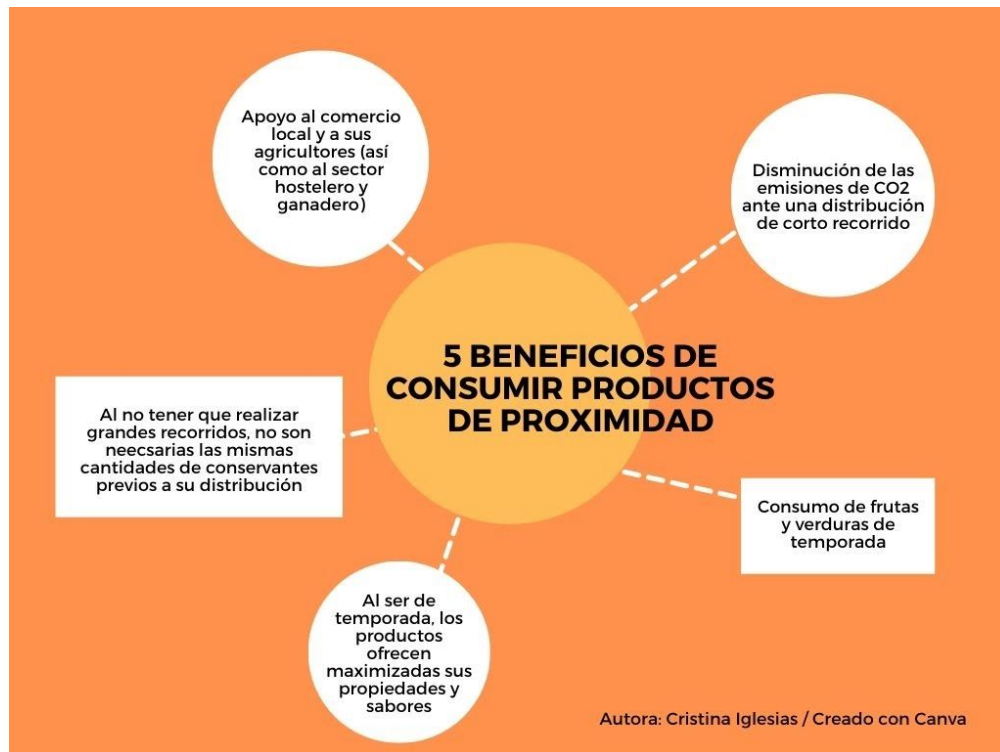 Apoyo al comercio
local y a sus
agricultores (así
como al sector
hostelero y
ganadero)
Disminución de las
emisiones de CO2
ante una distribución
de corto recorrido
5 BENEFICIOS DE
CONSUMIR PRODUCTOS
DE PROXIMIDAD
Al no tener que realizar
grandes recorridos, no son
neecsarias las mismas
cantidades de conservantes
previos a su distribución
Consumo de frutas
y verduras de
temporada
Al ser de
temporada, los
productos
ofrecen
maximizadas sus
propiedades y
sabores
Autora: Cristina Iglesias / Creado con Canva